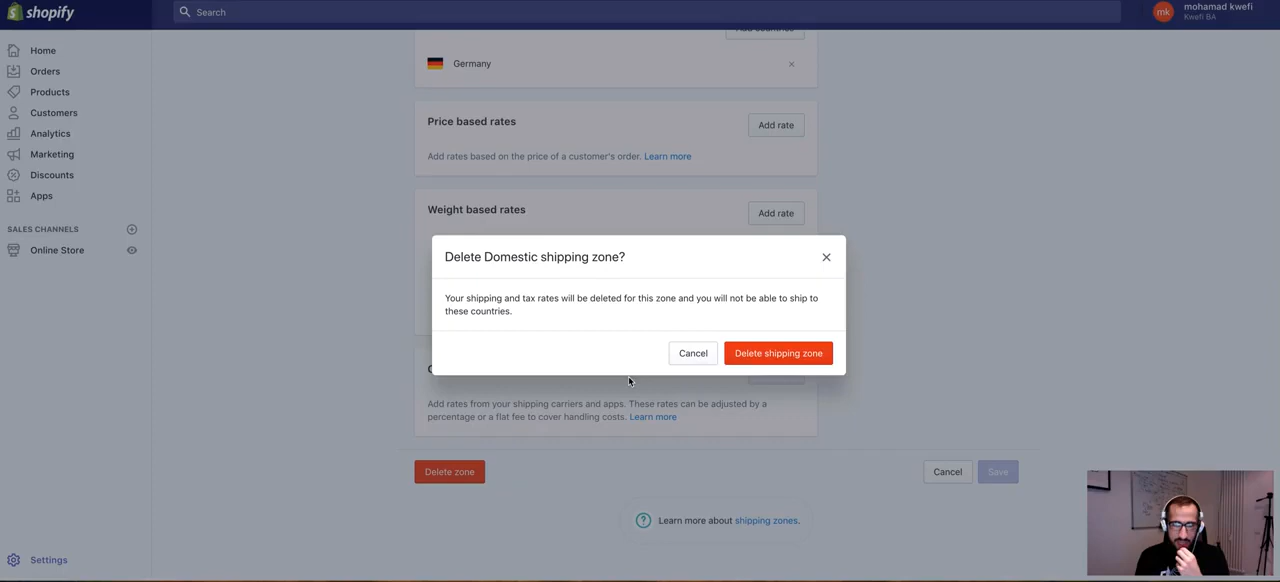 shopify
Search
mk
mohamad kwefi
Kwefi BA
Home
Orders
Products
Customers
Analytics
Marketing
Discounts
Apps
SALES CHANNELS
Online Store
Settings
Add countries
Germany
Price based rates
Add rate
Add rates based on the price of a customer's order. Learn more
Weight based rates
Add rate
Delete Domestic shipping zone?
Your shipping and tax rates will be deleted for this zone and you will not be able to ship to
these countries.
Cancel
Delete shipping zone
Add rates from your shipping carriers and apps. These rates can be adjusted by a
percentage or a flat fee to cover handling costs. Learn more
Delete zone
Cancel
Save
Learn more about shipping zones.